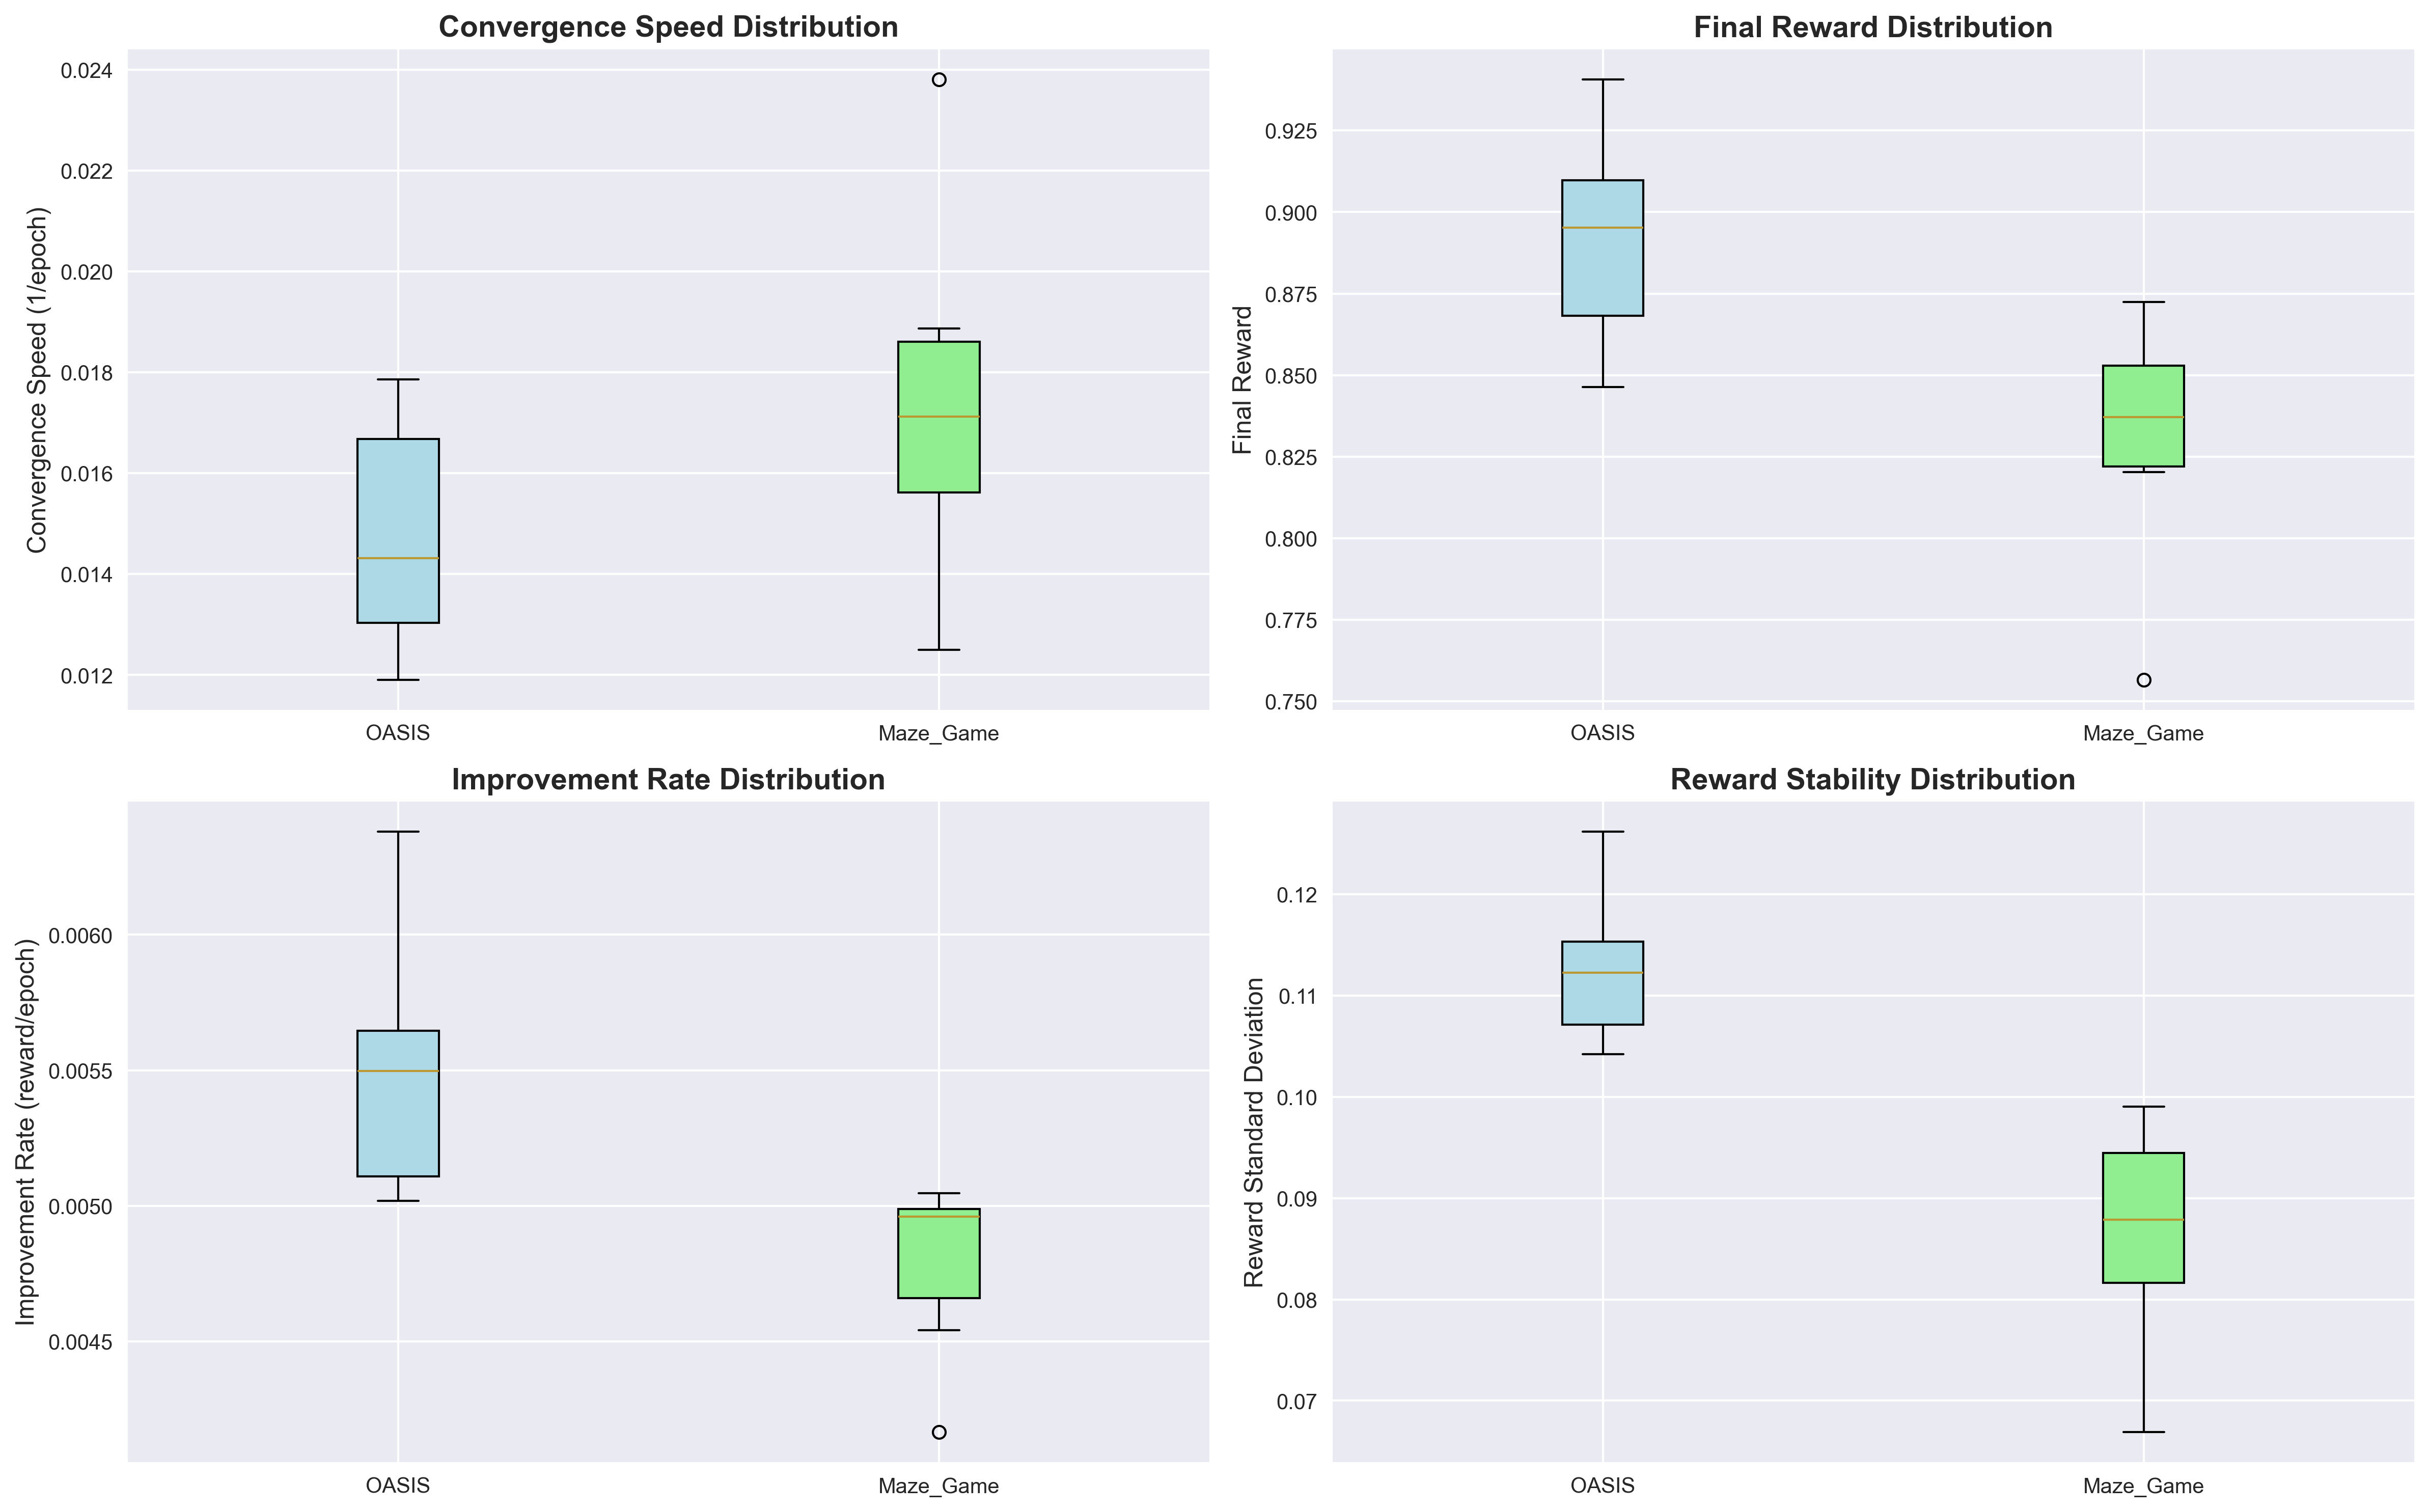 Convergence Speed Distribution
Convergence Speed (1/epoch)
0.024
0.022
0.020
0.018
0.016
0.014
0.012
OASIS
Maze_Game
Final Reward Distribution
Final Reward
0.925
0.900
0.875
0.850
0.825
0.800
0.775
0.750
OASIS
Maze_Game
Improvement Rate Distribution
Improvement Rate (reward/epoch)
0.0060
0.0055
0.0050
0.0045
OASIS
Maze_Game
Reward Stability Distribution
Reward Standard Deviation
0.12
0.11
0.10
0.09
0.08
0.07
OASIS
Maze_Game